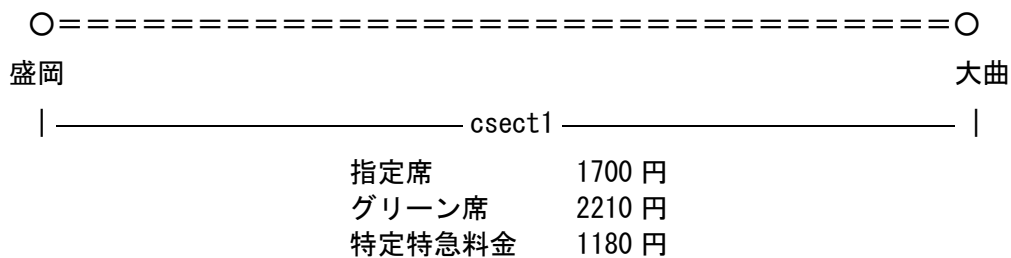 ○================================○
盛岡 大曲
|―――― csect1 ――――|
指定席 1700 円
グリーン席 2210 円
特定特急料金 1180 円